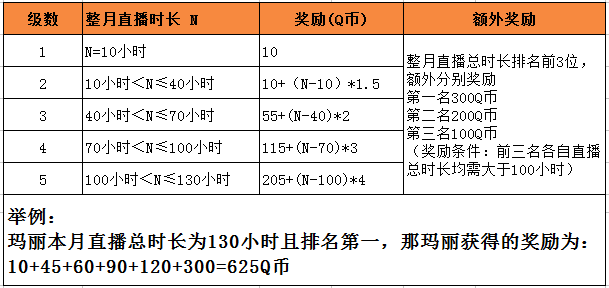 级数 整月直播时长 N 奖励(Q币) 额外奖励
1 N=10小时 10
2 10小时＜N≤40小时 10+（N-10）*1.5
3 40小时＜N≤70小时 55+(N-40)*2
4 70小时＜N≤100小时 115+(N-70)*3
5 100小时＜N≤130小时 205+(N-100)*4
整月直播总时长排名前3位，
额外分别奖励
第一名300Q币
第二名200Q币
第三名100Q币
（奖励条件：前三名各自直播
总时长均需大于100小时）
举例：
玛丽本月直播总时长为130小时且排名第一，那玛丽获得的奖励为：
10+45+60+90+120+300=625Q币